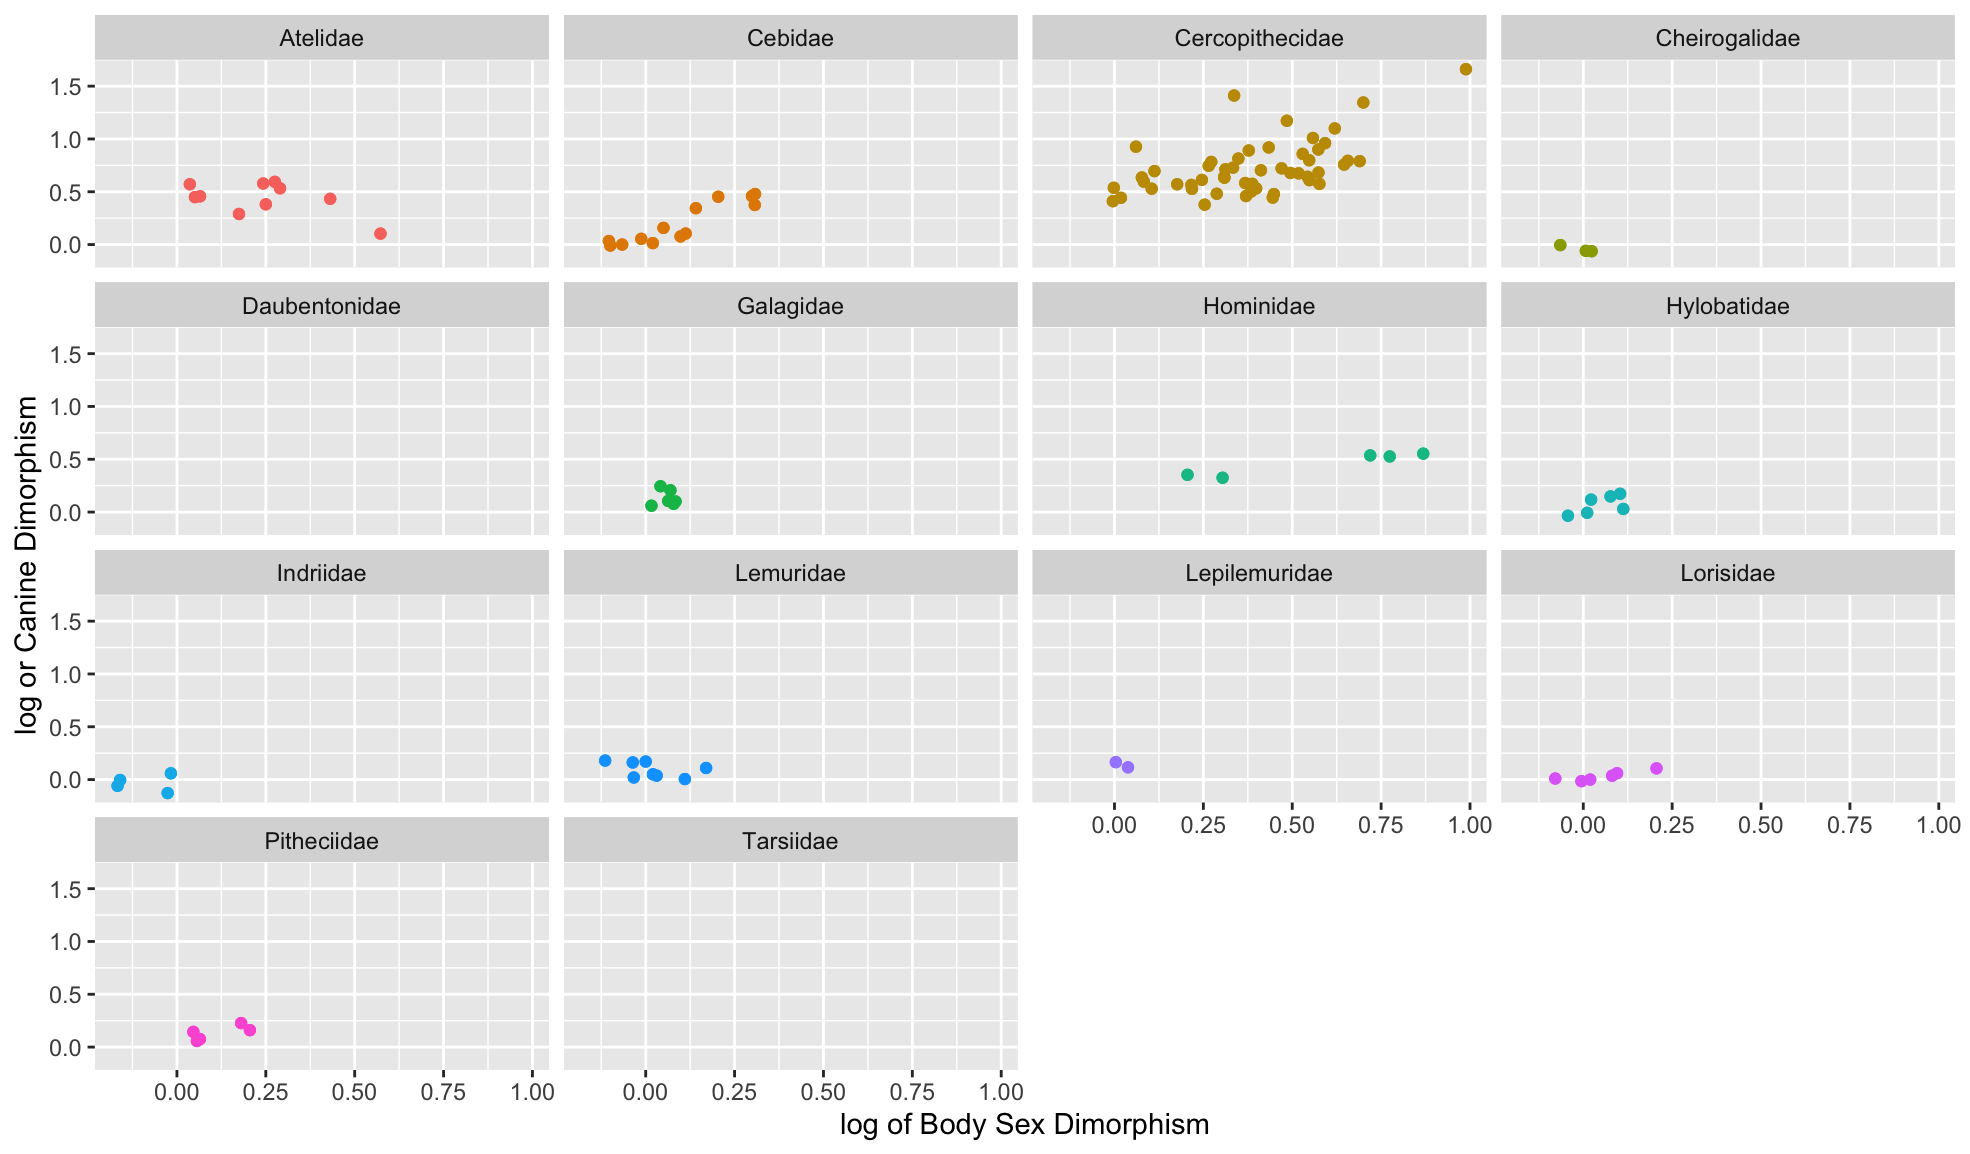 Atelidae Cebidae Cercopithecidae Cheirogalidae
1.5
1.0
0.5
0.0
Daubentonidae Galagidae Hominidae Hylobatidae
1.5
1.0
0.5
0.0
log or Canine Dimorphism
Indriidae Lemuridae Lepilemuridae Lorisidae
1.5
1.0
0.5
0.0
0.00 0.25 0.50 0.75 1.00 0.00 0.25 0.50 0.75 1.00
Pitheciidae Tarsiidae
1.5
1.0
0.5
0.0
0.00 0.25 0.50 0.75 1.00 0.00 0.25 0.50 0.75 1.00
log of Body Sex Dimorphism